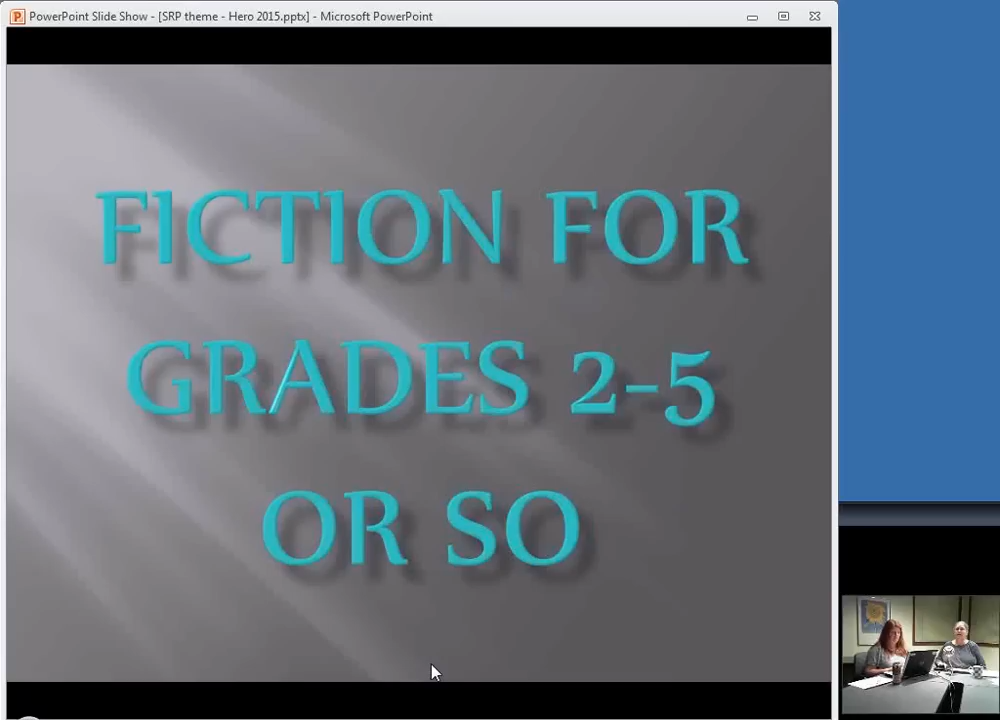 PowerPoint Slide Show - [SRP theme - Hero 2015.pptx] - Microsoft PowerPoint
FICTION FOR
GRADES 2-5
OR SO